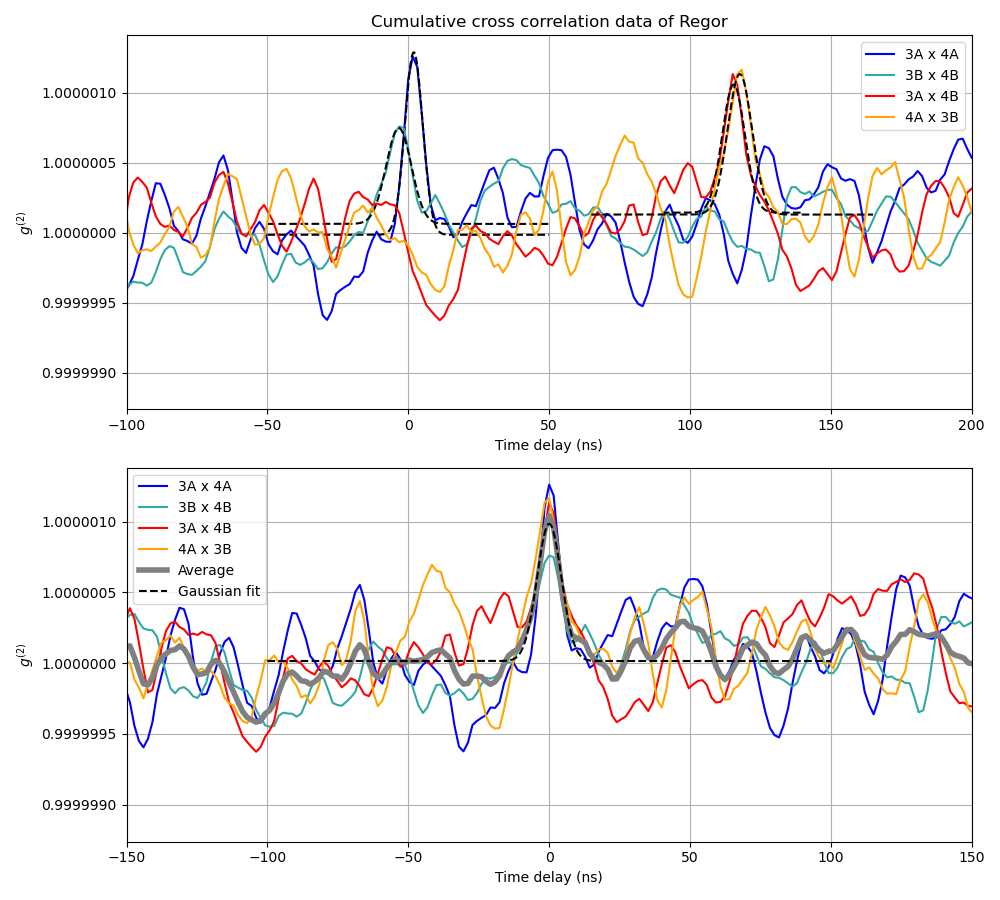 Cumulative cross correlation data of Regor
g⁽²⁾
1.0000010
1.0000005
1.0000000
0.9999995
0.9999990
3A x 4A
3B x 4B
3A x 4B
4A x 3B
−100 −50 0 50 100 150 200
Time delay (ns)
g⁽²⁾
1.0000010
1.0000005
1.0000000
0.9999995
0.9999990
3A x 4A
3B x 4B
3A x 4B
4A x 3B
Average
Gaussian fit
−150 −100 −50 0 50 100 150
Time delay (ns)